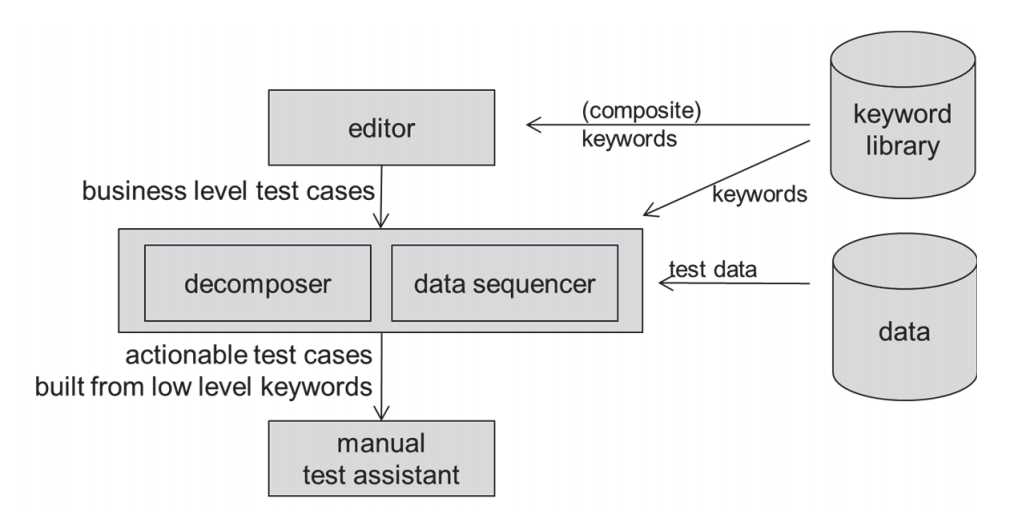 editor
(composite)
keywords
keyword
library
business level test cases
keywords
decomposer
data sequencer
test data
data
actionable test cases
built from low level keywords
manual
test assistant